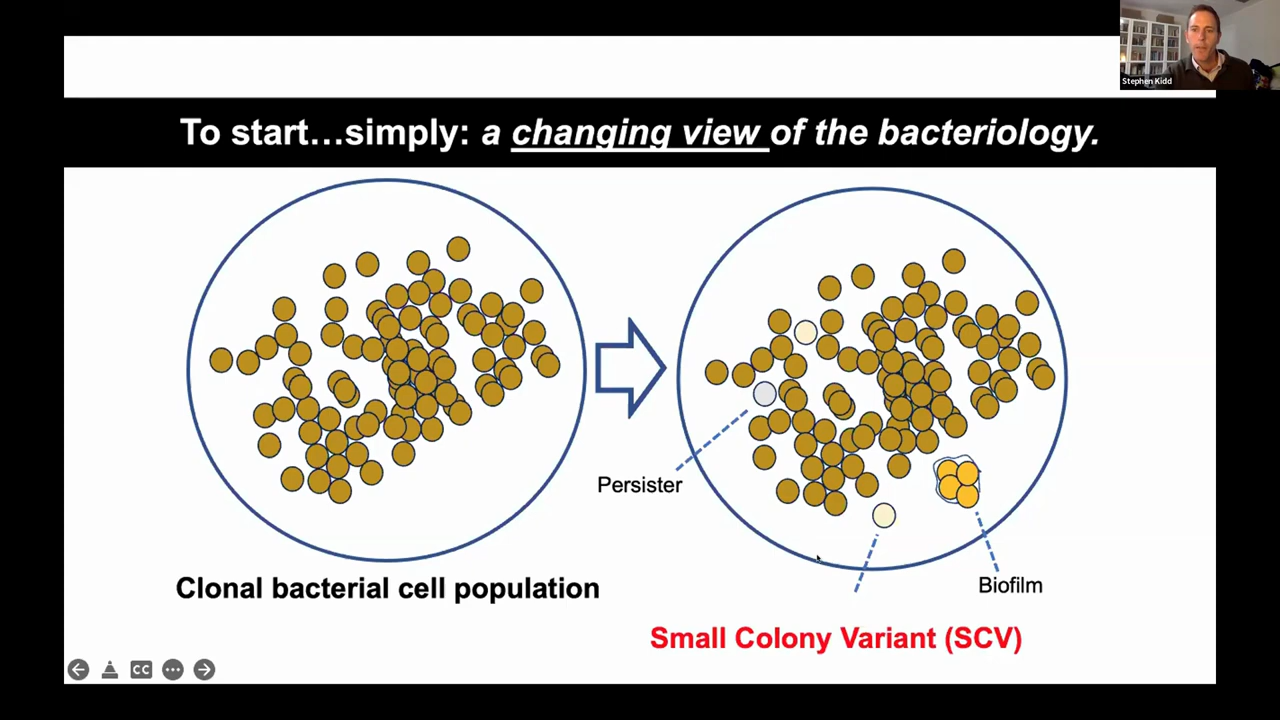 Stephen Kidd
To start…simply: a changing view of the bacteriology.
Persister
Biofilm
Clonal bacterial cell population
Small Colony Variant (SCV)
CC